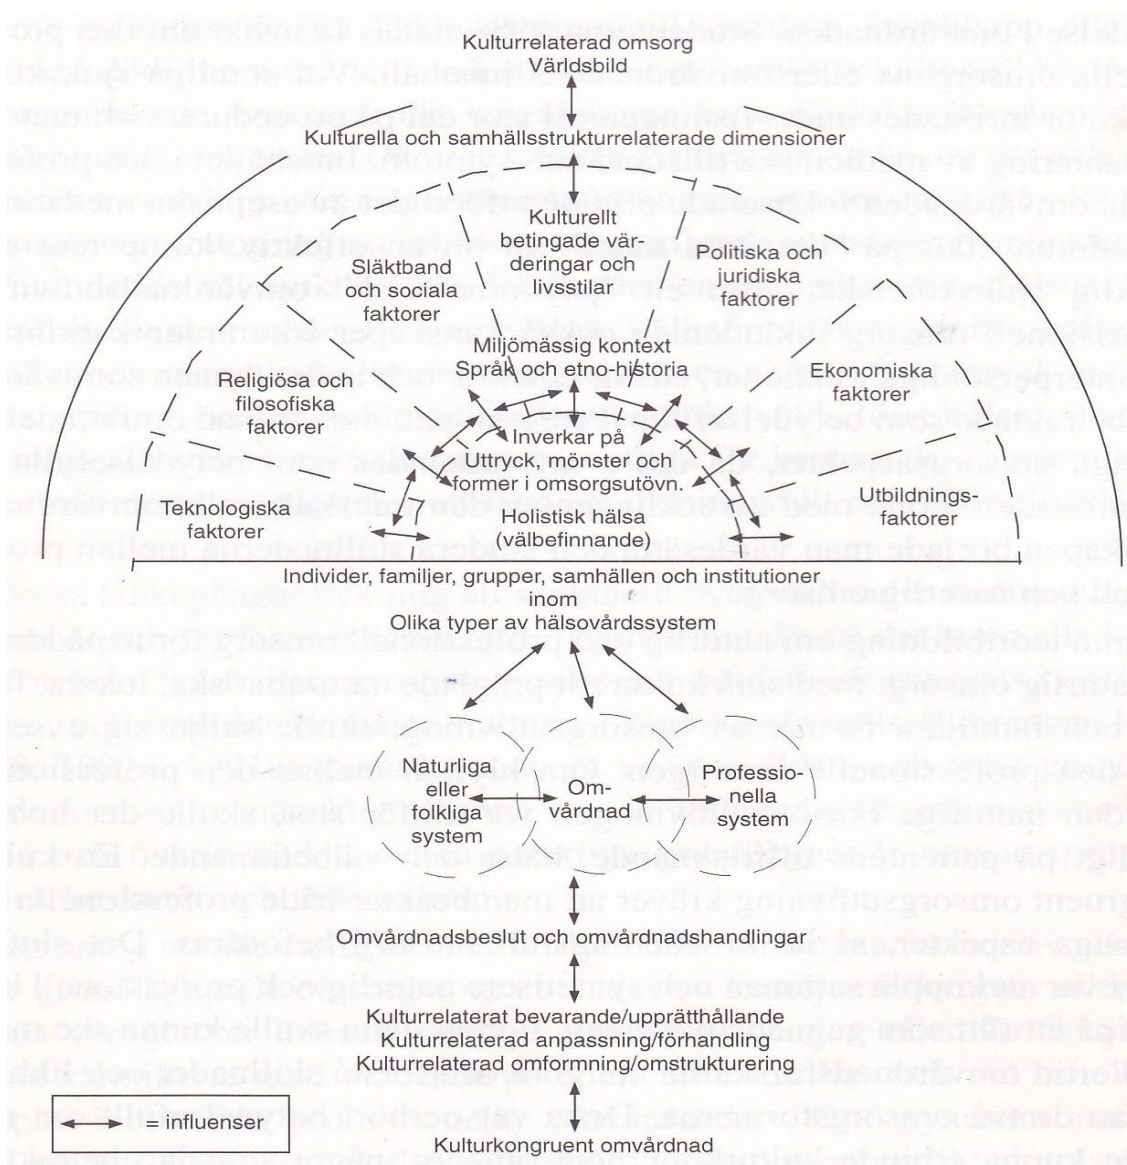 Kulturrelaterad omsorg
Världsbild
Kulturella och samhällsstrukturrelaterade dimensioner
Kulturellt
betingade vär-
deringar och
livsstilar
Släktband
och sociala
faktorer
Politiska och
juridiska
faktorer
Miljömässig kontext
Språk och etno-historia
Religiösa och
filosofiska
faktorer
Ekonomiska
faktorer
Inverkar på
Uttryck, mönster och
former i omsorgsutövn.
Teknologiska
faktorer
Utbildnings-
faktorer
Holistisk hälsa
(välbefinnande)
Individer, familjer, grupper, samhällen och institutioner
inom
Olika typer av hälsovårdssystem
Naturliga
eller
folkliga
system
Om-
vårdnad
Professio-
nella
system
Omvårdnadsbeslut och omvårdnadshandlingar
Kulturrelaterat bevarande/upprätthållande
Kulturrelaterad anpassning/förhandling
Kulturrelaterad omformning/omstrukturering
= influenser
Kulturkongruent omvårdnad